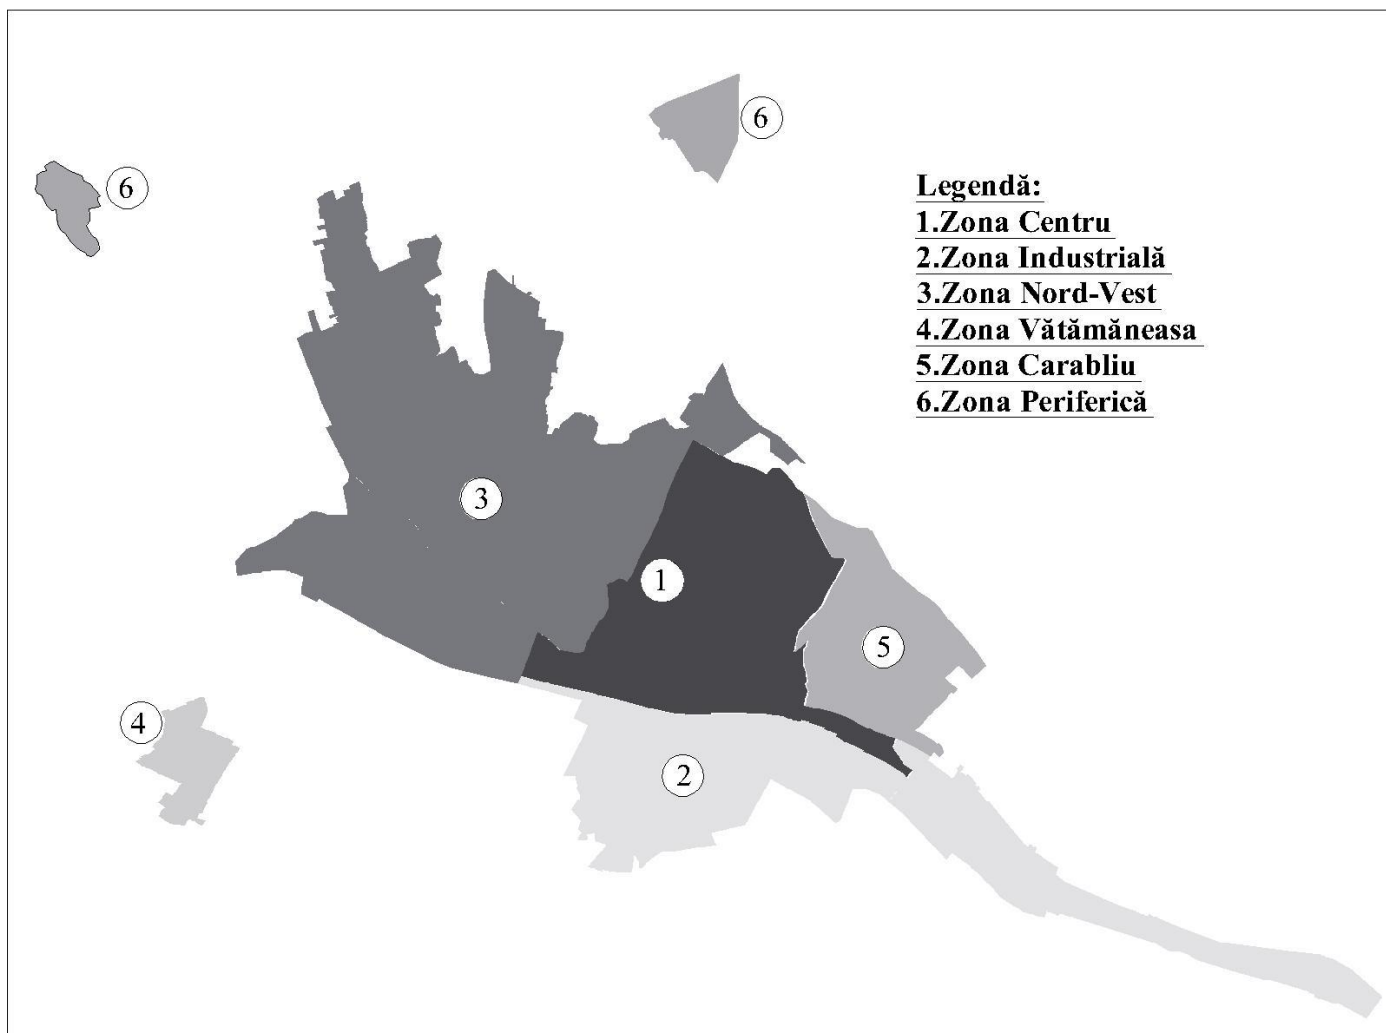 6
6
Legendă:
1.Zona Centru
2.Zona Industrială
3.Zona Nord-Vest
4.Zona Vătămăneasa
5.Zona Carabliu
6.Zona Periferică
3
1
5
4
2